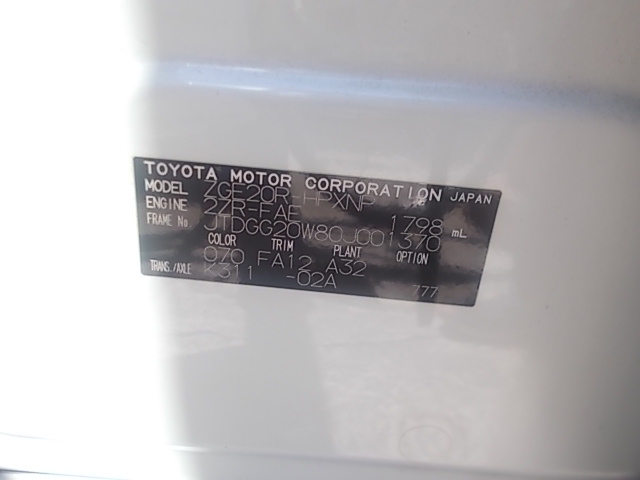 TOYOTA MOTOR CORPORATION JAPAN
MODEL ZGE20R-HPXNP
ENGINE 2ZR-FAE 1798 mL
FRAME No JTDGG20W80J001370
COLOR TRIM PLANT OPTION
070 FA12 A32
TRANS./AXLE K311 -02A
777